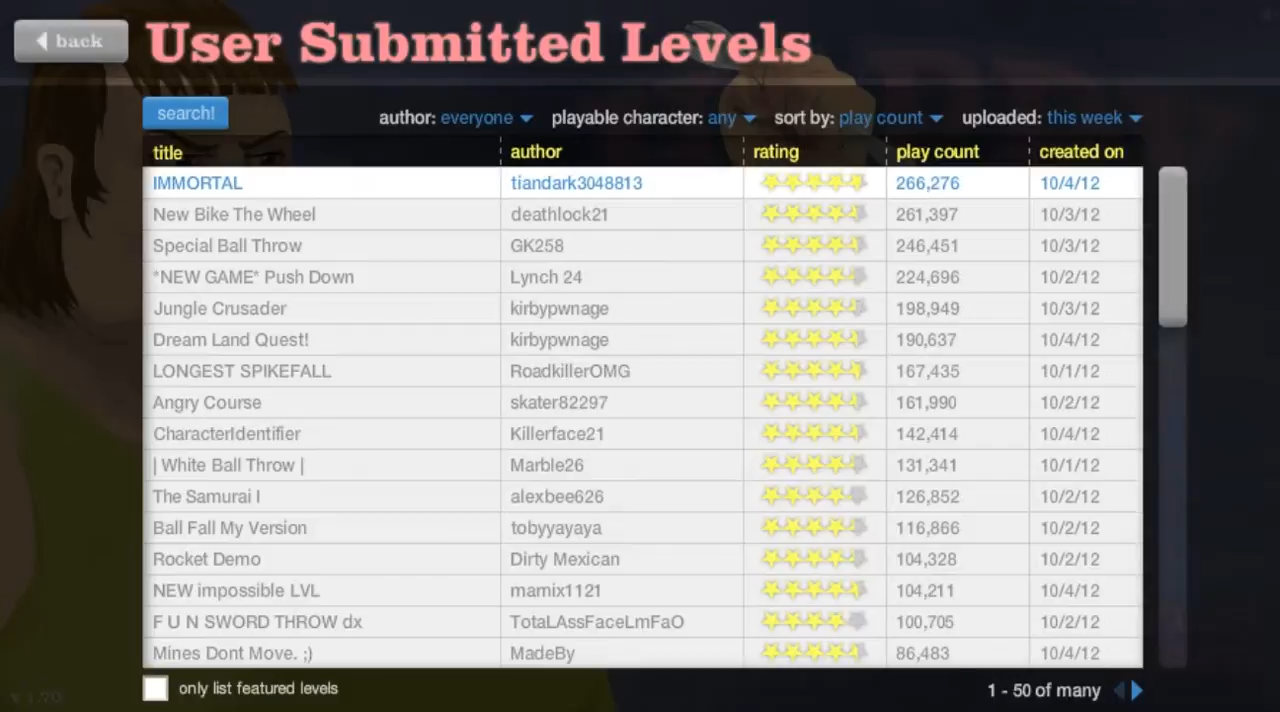 back
User Submitted Levels
search! author: everyone playable character: any sort by: play count uploaded: this week
title author rating play count created on
IMMORTAL tiandark3048813 266,276 10/4/12
New Bike The Wheel deathlock21 261,397 10/3/12
Special Ball Throw GK258 246,451 10/3/12
*NEW GAME* Push Down Lynch 24 224,696 10/2/12
Jungle Crusader kirbypwnage 198,949 10/3/12
Dream Land Quest! kirbypwnage 190,637 10/4/12
LONGEST SPIKEFALL RoadkillerOMG 167,435 10/1/12
Angry Course skater82297 161,990 10/2/12
CharacterIdentifier Killerface21 142,414 10/4/12
| White Ball Throw | Marble26 131,341 10/1/12
The Samurai I alexbee626 126,852 10/2/12
Ball Fall My Version tobyyayaya 116,866 10/2/12
Rocket Demo Dirty Mexican 104,328 10/2/12
NEW impossible LVL marnix1121 104,211 10/4/12
F U N SWORD THROW dx TotaLAssFaceLmFaO 100,705 10/2/12
Mines Dont Move. ;) MadeBy 86,483 10/4/12
only list featured levels 1 - 50 of many
v 1.70